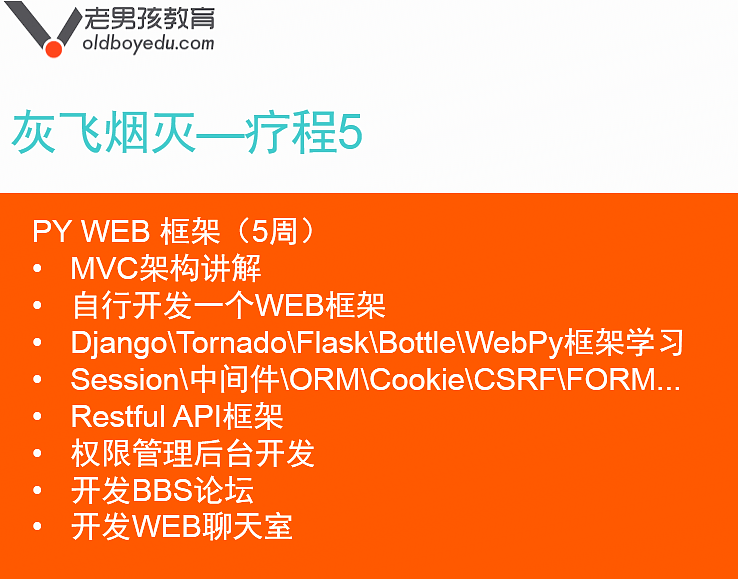 老男孩教育
oldboyedu.com
灰飞烟灭—疗程5
PY WEB 框架（5周）
• MVC架构讲解
• 自行开发一个WEB框架
• Django\Tornado\Flask\Bottle\WebPy框架学习
• Session\中间件\ORM\Cookie\CSRF\FORM...
• Restful API框架
• 权限管理后台开发
• 开发BBS论坛
• 开发WEB聊天室